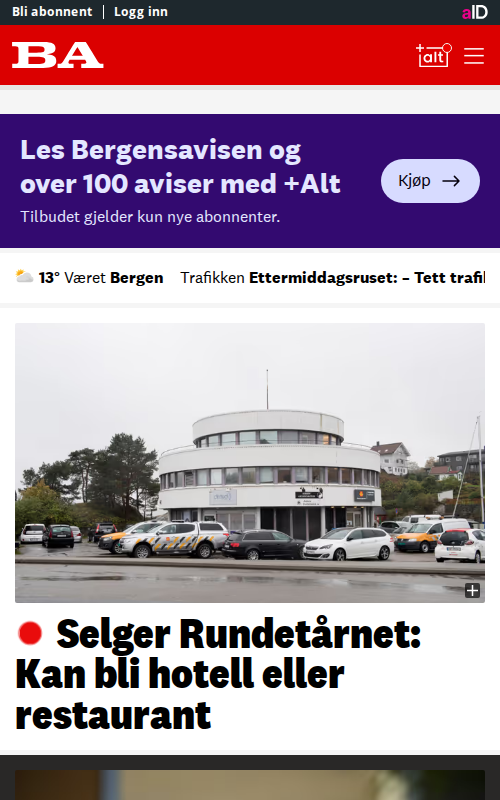 Bli abonnent
Logg inn
aID
BA
+alt
Les Bergensavisen og
over 100 aviser med +Alt
Tilbudet gjelder kun nye abonnenter.
Kjøp
13° Været Bergen
Trafikken Ettermiddagsruset: – Tett trafi
Selger Rundetårnet:
Kan bli hotell eller
restaurant